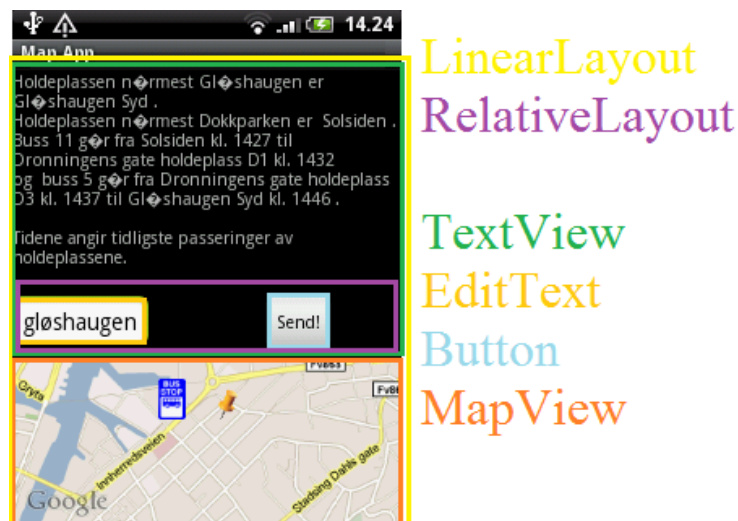 14.24
Map App
Holdeplassen n�rmest Gl�shaugen er
Gl�shaugen Syd .
Holdeplassen n�rmest Dokkparken er  Solsiden .
Buss 11 g�r fra Solsiden kl. 1427 til
Dronningens gate holdeplass D1 kl. 1432
og  buss 5 g�r fra Dronningens gate holdeplass
D3 kl. 1437 til Gl�shaugen Syd kl. 1446 .
Tidene angir tidligste passeringer av
holdeplassene.
gløshaugen
Send!
BUS
STOP
Gryta
Innherredsveien
Stadsing Dahls gate
Google
LinearLayout
RelativeLayout
TextView
EditText
Button
MapView